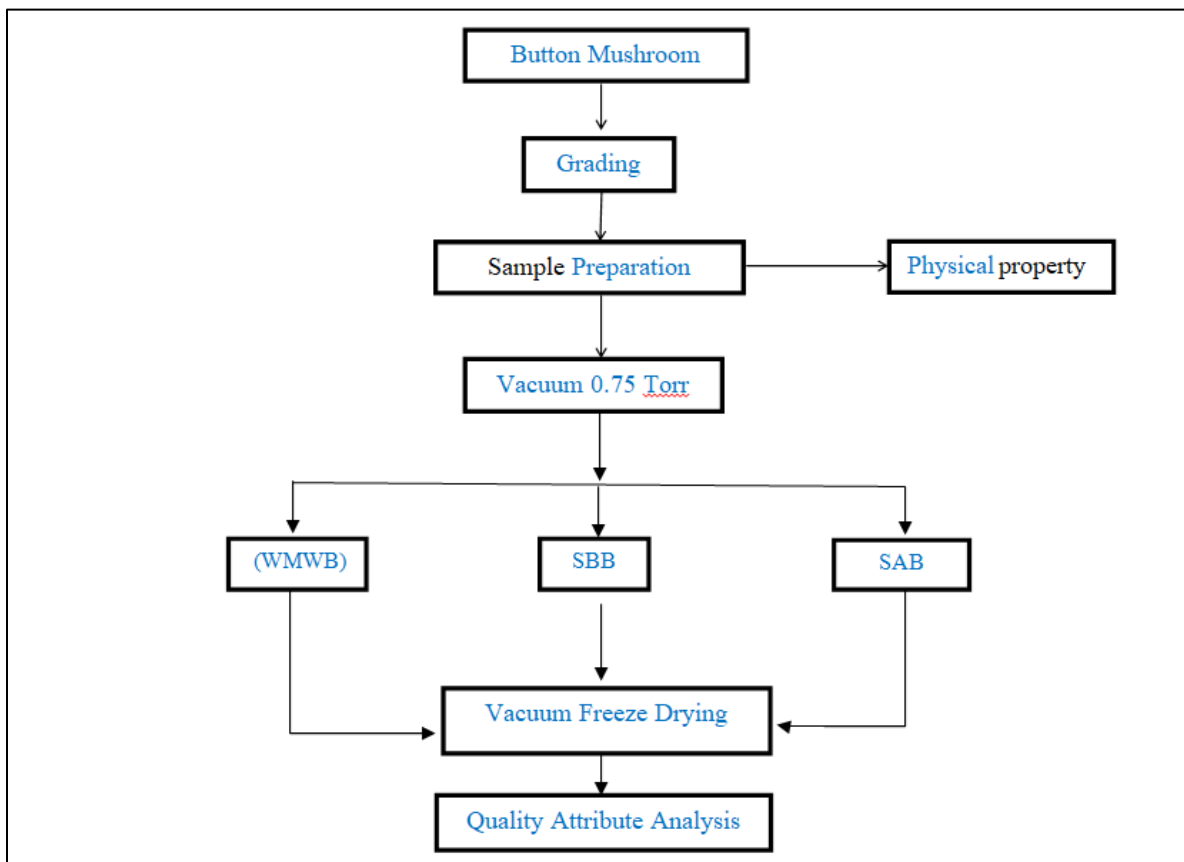 Button Mushroom
Grading
Sample Preparation
Physical property
Vacuum 0.75 Torr
(WMWB)
SBB
SAB
Vacuum Freeze Drying
Quality Attribute Analysis